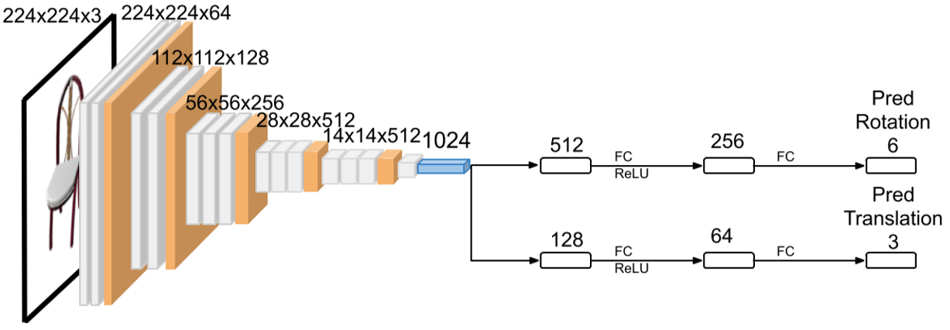 224x224x3
224x224x64
112x112x128
56x56x256
28x28x512
14x14x512
1024
512
FC
ReLU
256
FC
Pred
Rotation
6
128
FC
ReLU
64
FC
Pred
Translation
3